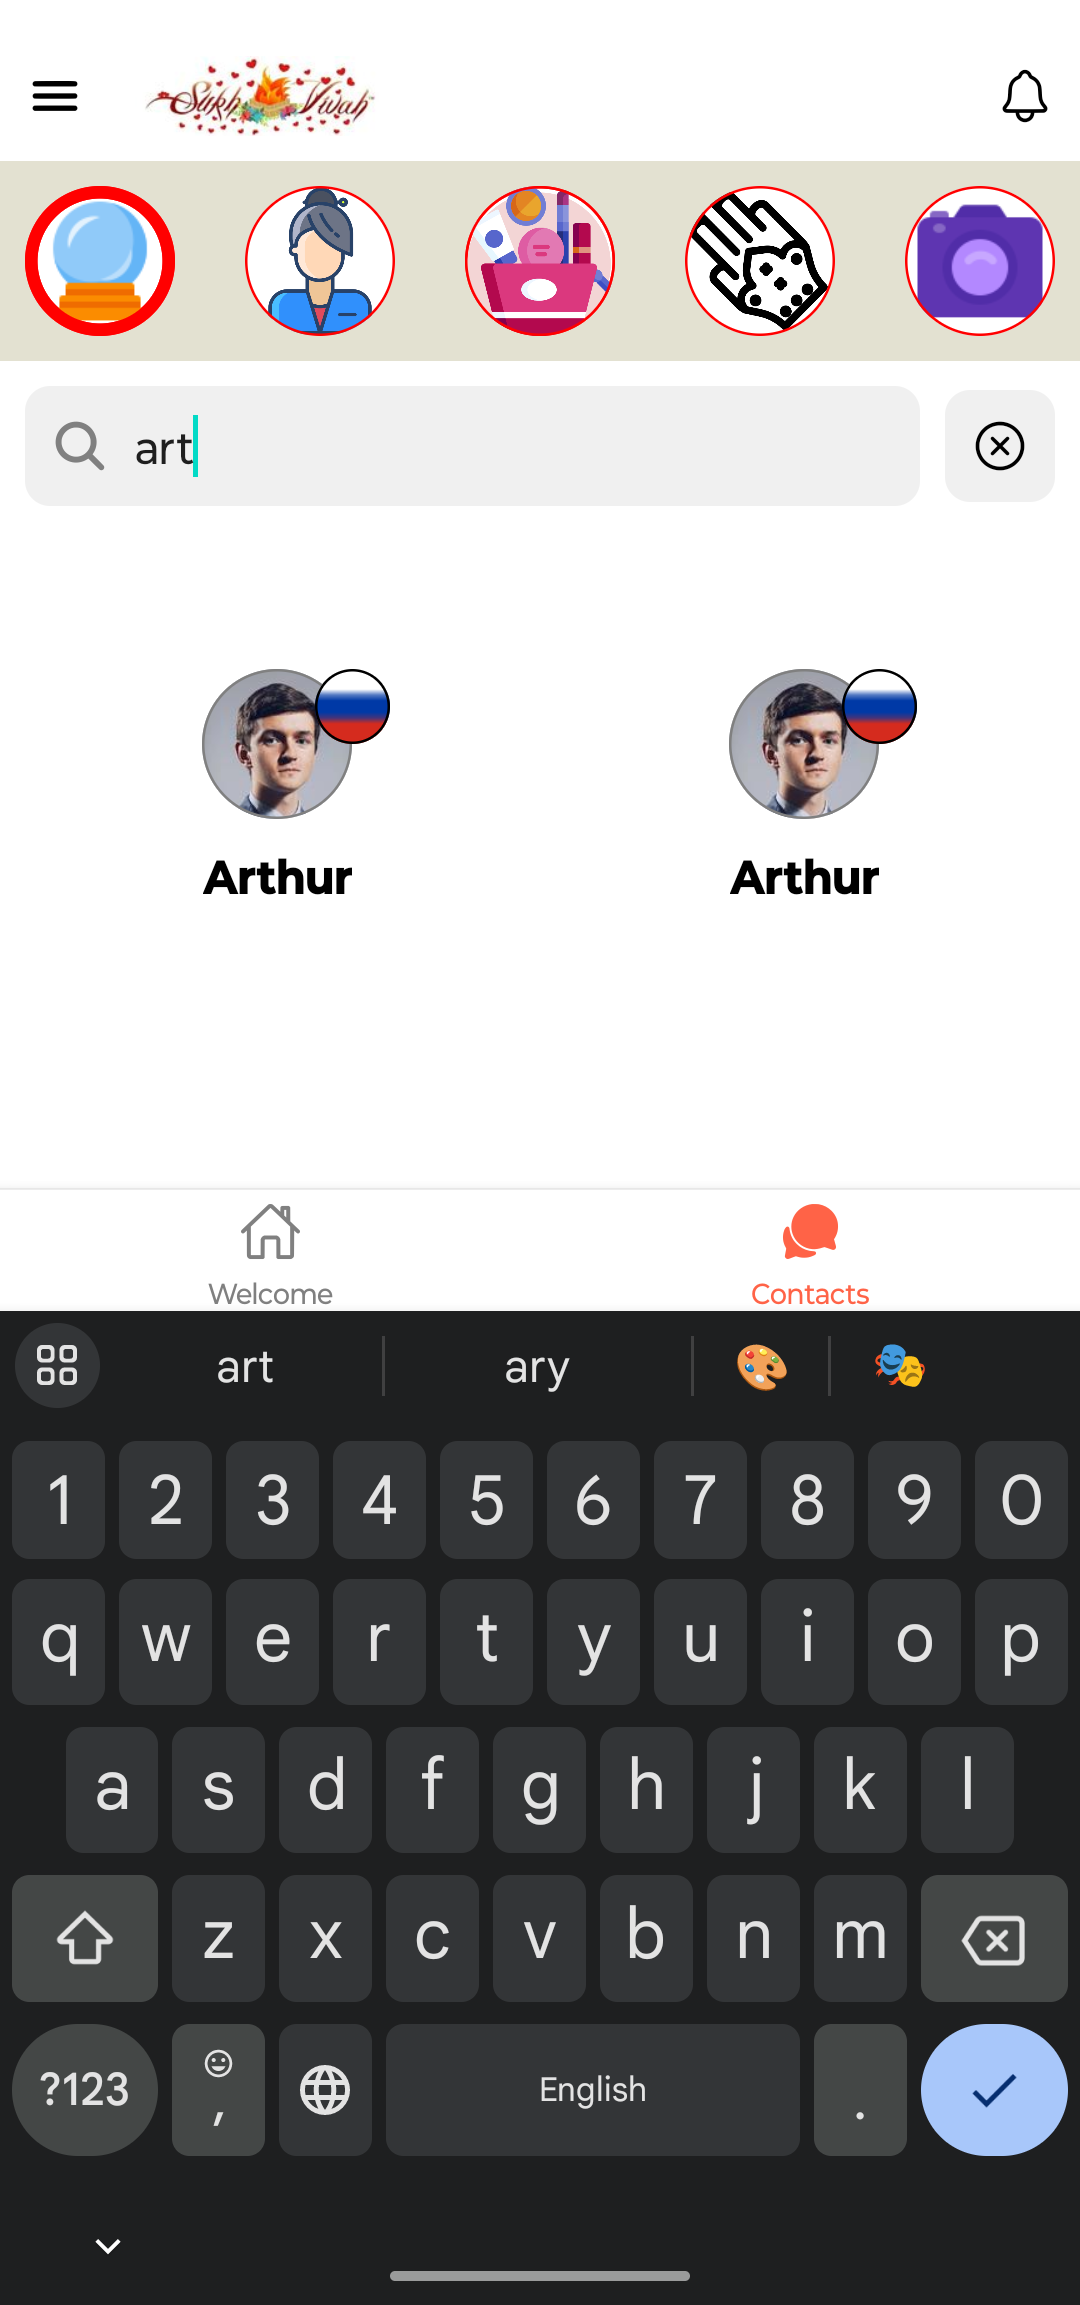 Sukh Vivah
art
Arthur Arthur
Welcome Contacts
art ary
1 2 3 4 5 6 7 8 9 0
q w e r t y u i o p
a s d f g h j k l
z x c v b n m
?123 , English .